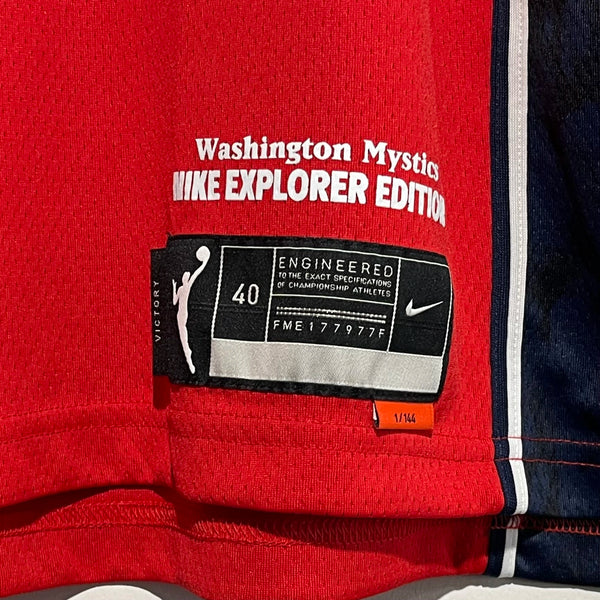 Washington Mystics
NIKE EXPLORER EDITION
VICTORY
40
ENGINEERED
TO THE EXACT SPECIFICATIONS
OF CHAMPIONSHIP ATHLETES
FME177977F
1/144